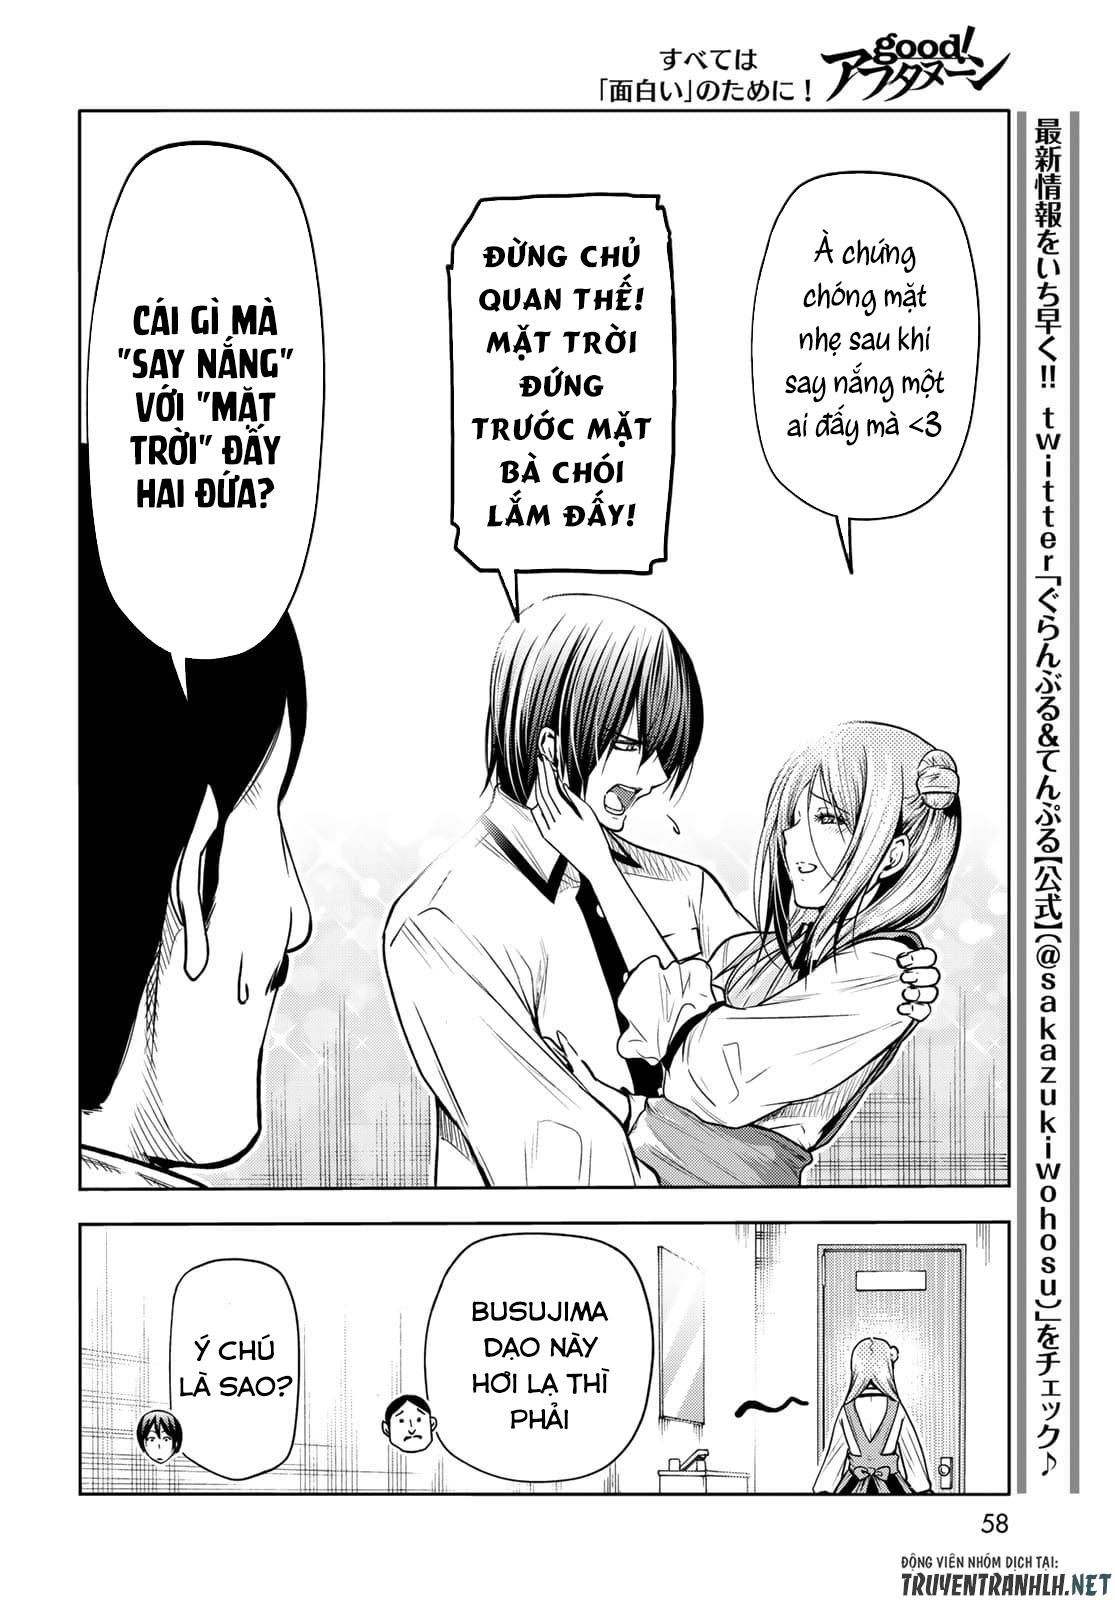 すべては
「面白い」のために！
good!
アフタヌーン
最新情報をいち早く!! twitter「ぐらんぶる&てんぷる【公式】(@sakazukiwohosu)」をチェック♪
À chứng
chóng mặt
nhẹ sau khi
say nắng một
ai đấy mà <3
ĐỪNG CHỦ
QUAN THẾ!
MẶT TRỜI
ĐỨNG
TRƯỚC MẶT
BÀ CHÓI
LẮM ĐẤY!
CÁI GÌ MÀ
"SAY NẮNG"
VỚI "MẶT
TRỜI" ĐẤY
HAI ĐỨA?
BUSUJIMA
DẠO NÀY
HƠI LẠ THÌ
PHẢI
Ý CHÚ
LÀ SAO?
58
ĐỘNG VIÊN NHÓM DỊCH TẠI:
TRUYENTRANHLH.NET